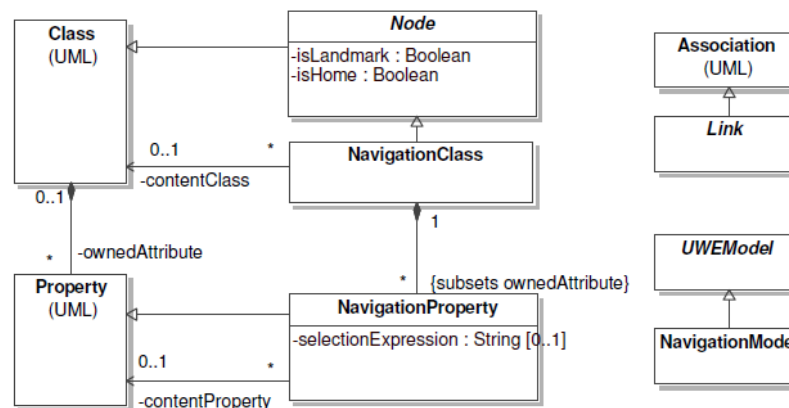 Class
(UML)
Node
-isLandmark : Boolean
-isHome : Boolean
Association
(UML)
Link
0..1
*
-contentClass
NavigationClass
0..1
1
*
-ownedAttribute
*
{subsets ownedAttribute}
UWEModel
Property
(UML)
NavigationProperty
-selectionExpression : String [0..1]
NavigationMode
0..1
*
-contentProperty